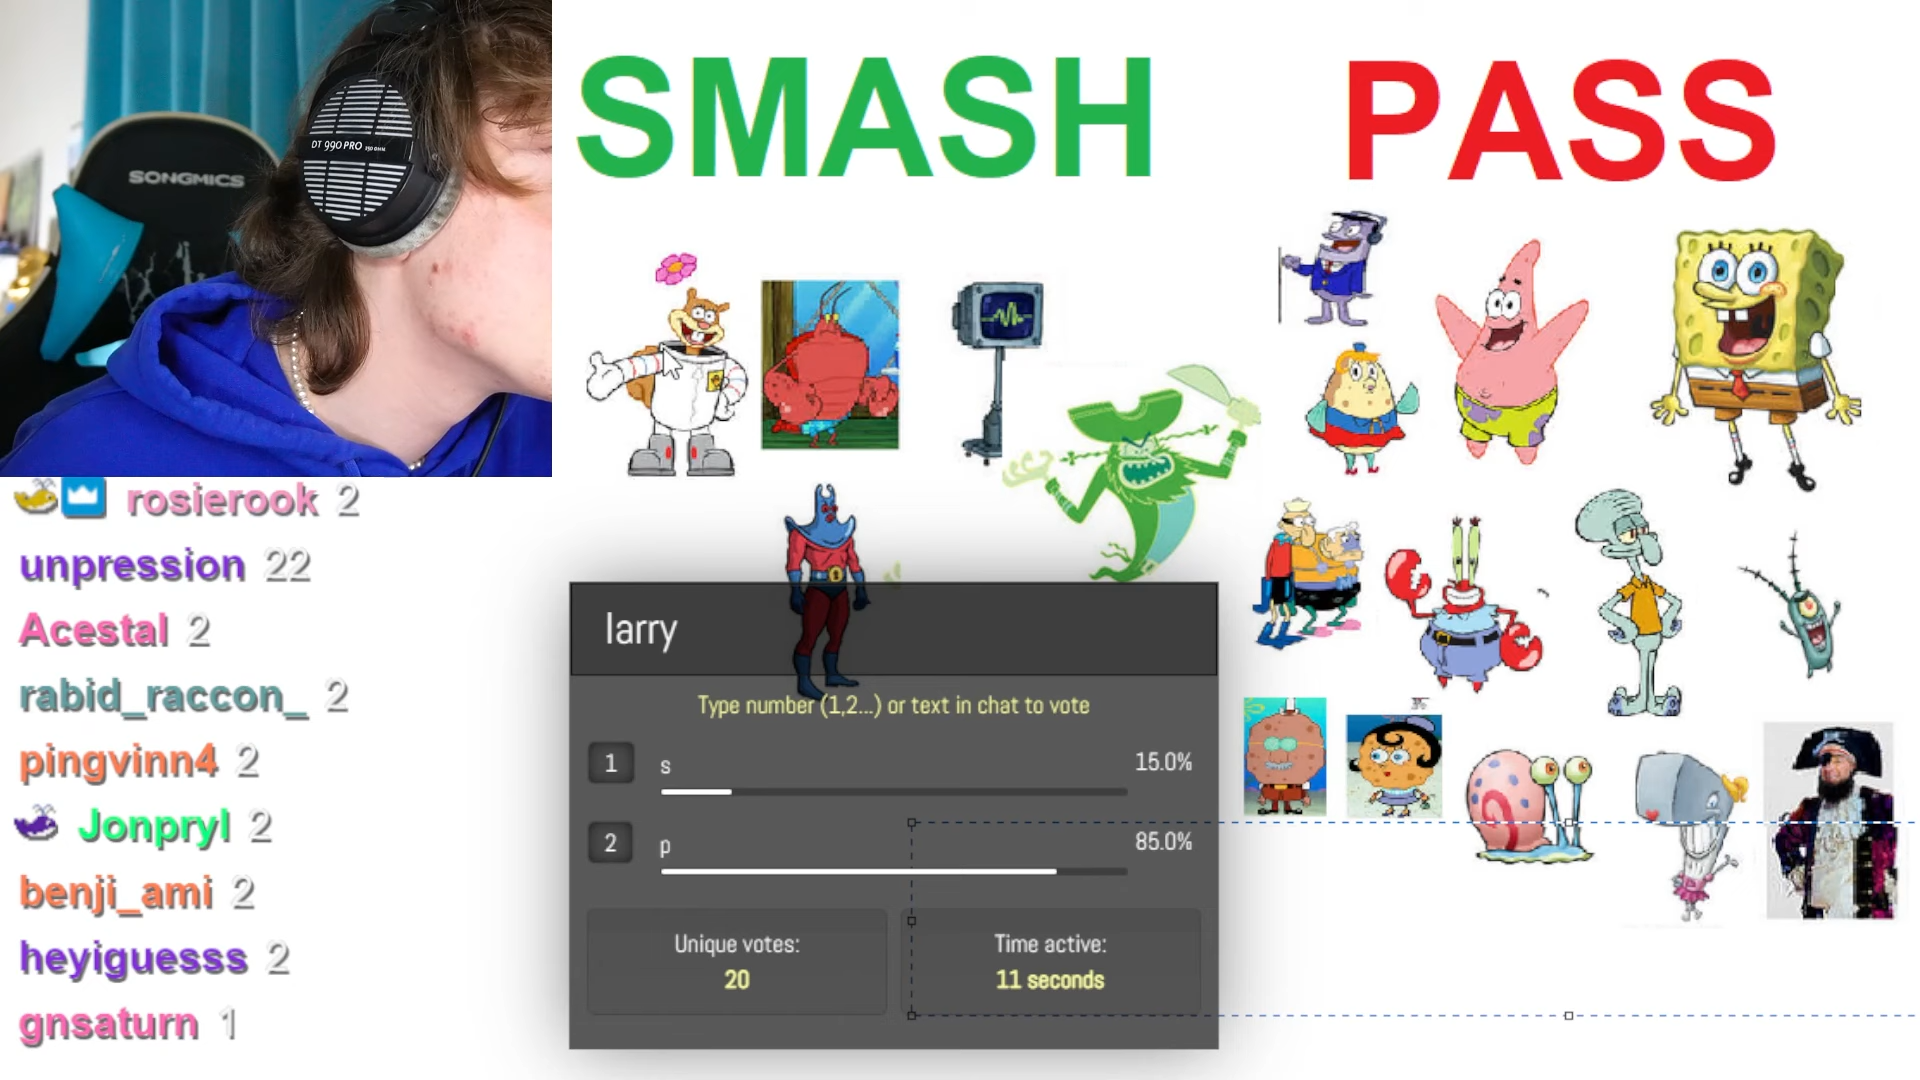 SMASH PASS
SONGMICS
DT 990 PRO 250 OHM
rosierook 2
unpression 22
Acestal 2
rabid_raccon_ 2
pingvinn4 2
Jonpryl 2
benji_ami 2
heyiguesss 2
gnsaturn 1
larry
Type number (1,2...) or text in chat to vote
1 s 15.0%
2 p 85.0%
Unique votes:
20
Time active:
11 seconds